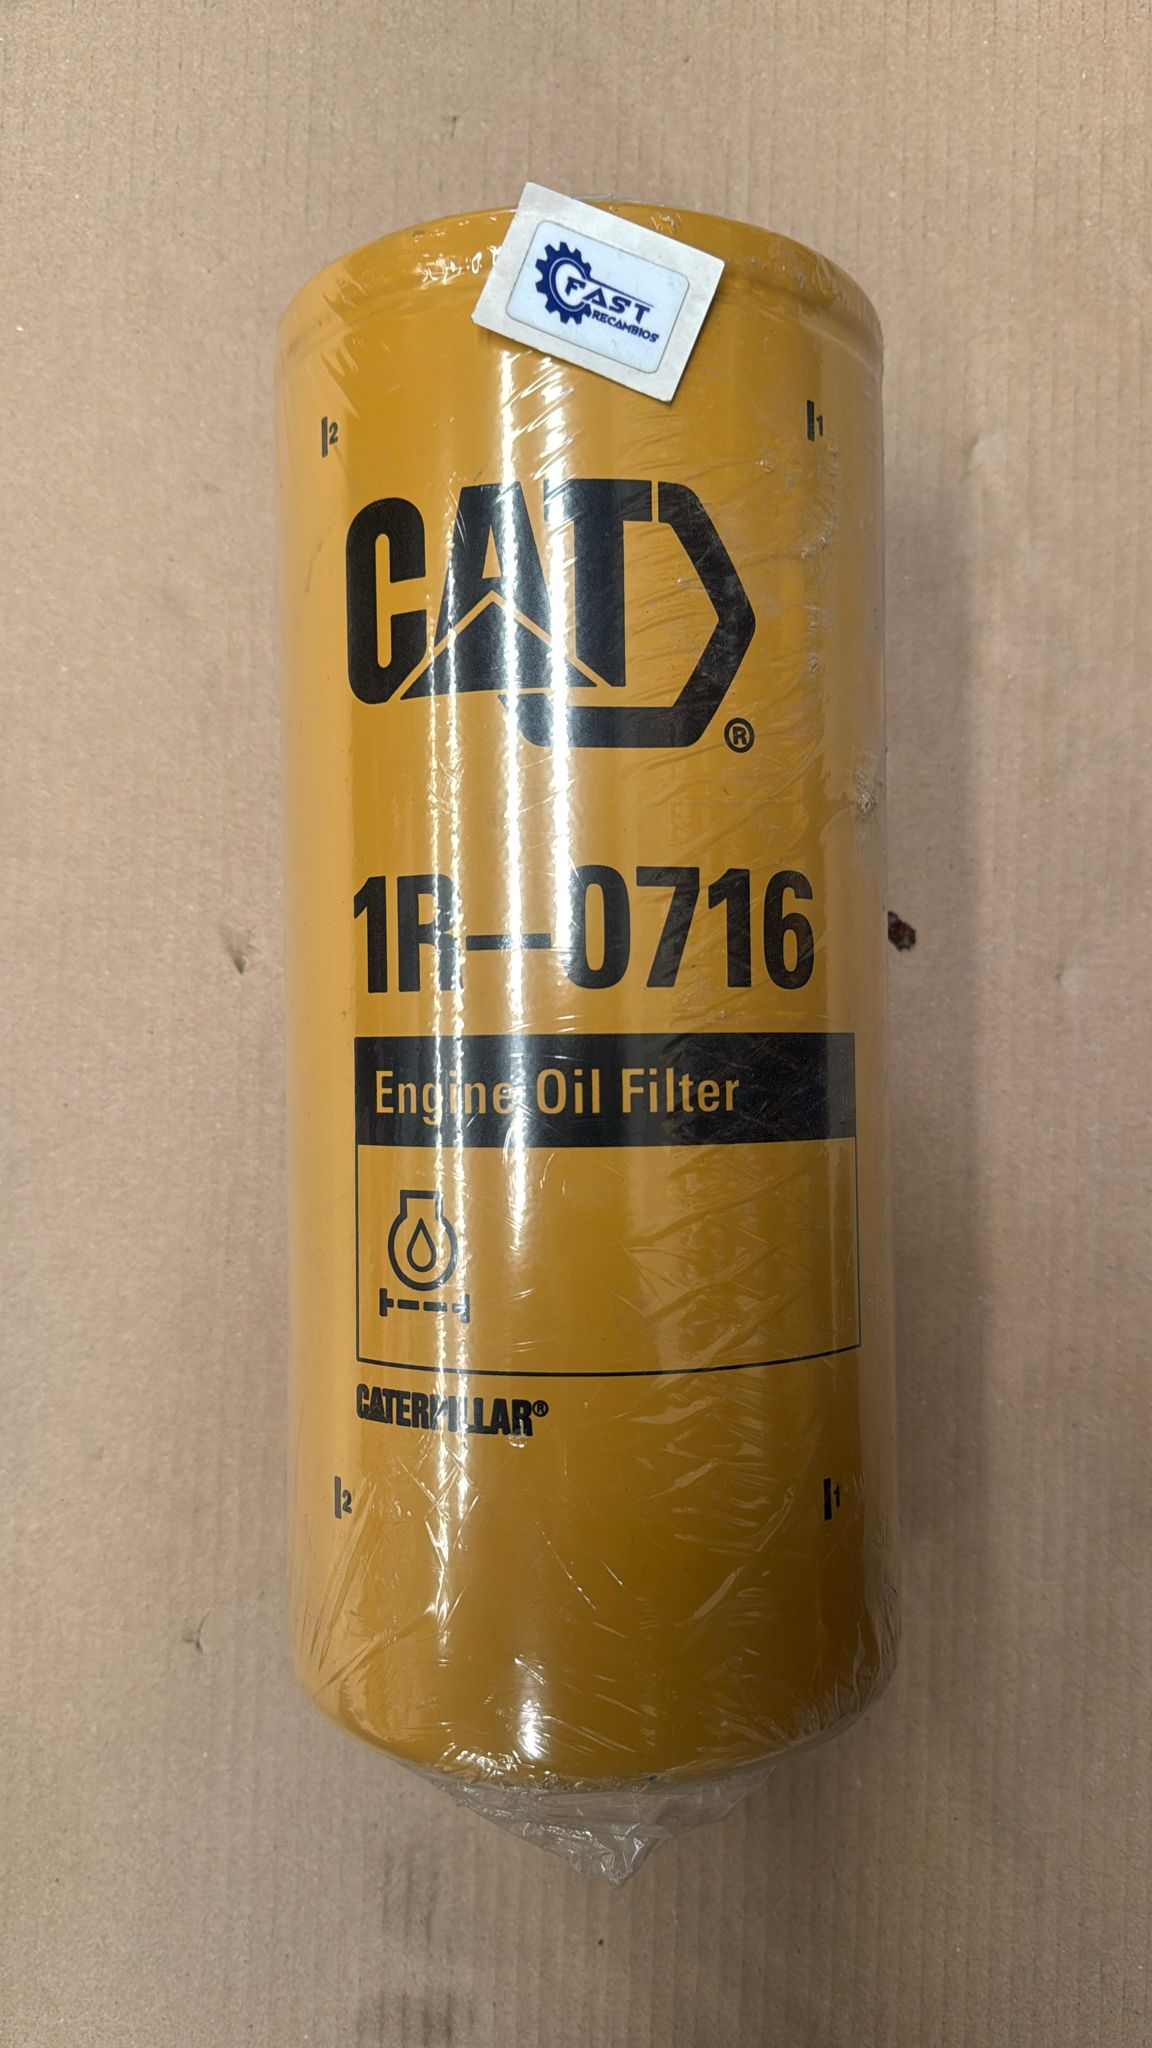 FAST
RECAMBIOS
2 1
CAT
®
1R—0716
Engine Oil Filter
CATERPILLAR®
2 1